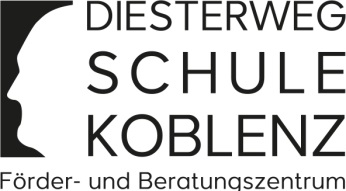 DIESTERWEG
SCHULE
KOBLENZ
Förder- und Beratungszentrum